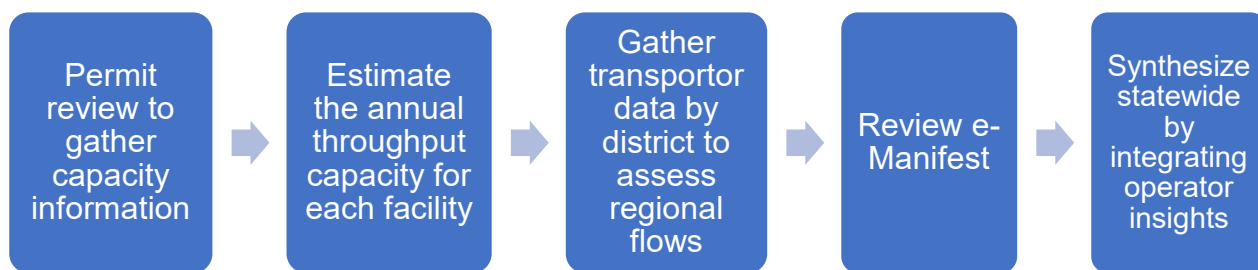 Permit
review to
gather
capacity
information
Estimate
the annual
throughput
capacity for
each facility
Gather
transportor
data by
district to
assess
regional
flows
Review e-
Manifest
Synthesize
statewide
by
integrating
operator
insights